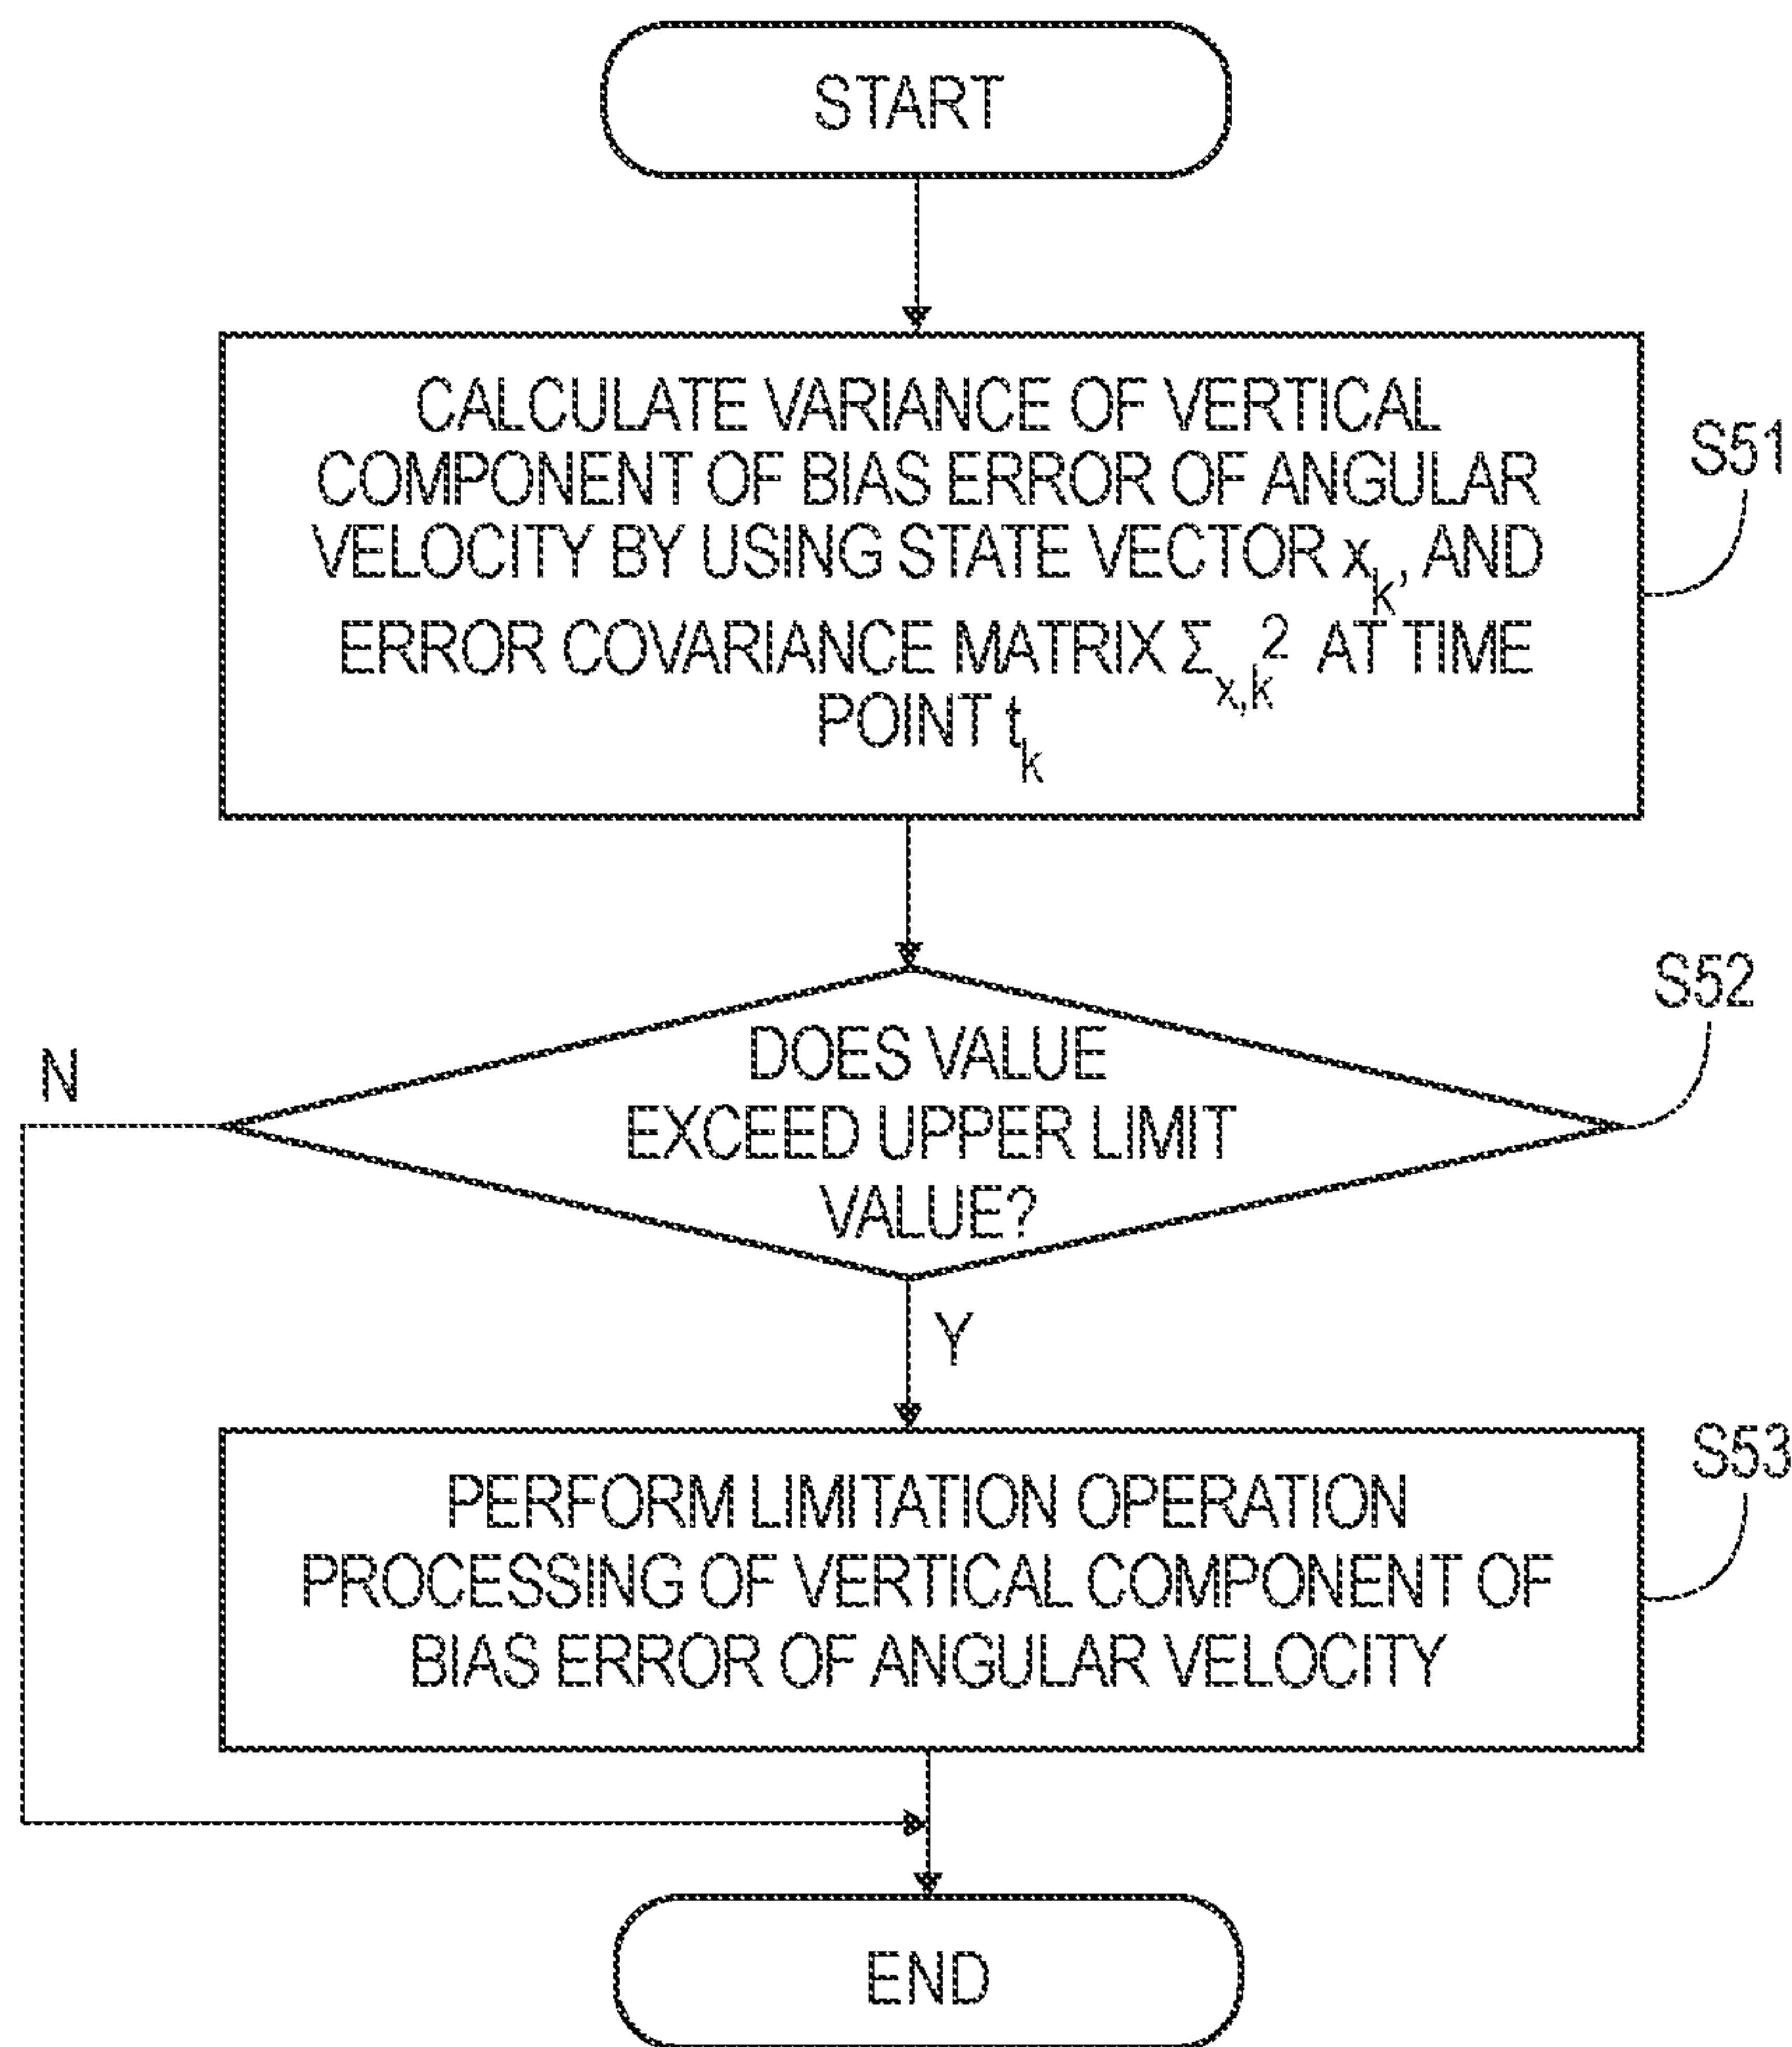 START
CALCULATE VARIANCE OF VERTICAL
COMPONENT OF BIAS ERROR OF ANGULAR
VELOCITY BY USING STATE VECTOR xₖ, AND
ERROR COVARIANCE MATRIX Σx,k² AT TIME
POINT tₖ
S51
DOES VALUE
EXCEED UPPER LIMIT
VALUE?
S52
N
Y
PERFORM LIMITATION OPERATION
PROCESSING OF VERTICAL COMPONENT OF
BIAS ERROR OF ANGULAR VELOCITY
S53
END